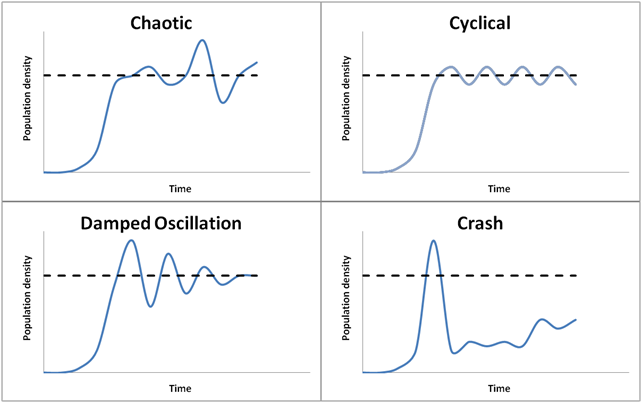 Chaotic
Population density
Time
Cyclical
Population density
Time
Damped Oscillation
Population density
Time
Crash
Population density
Time